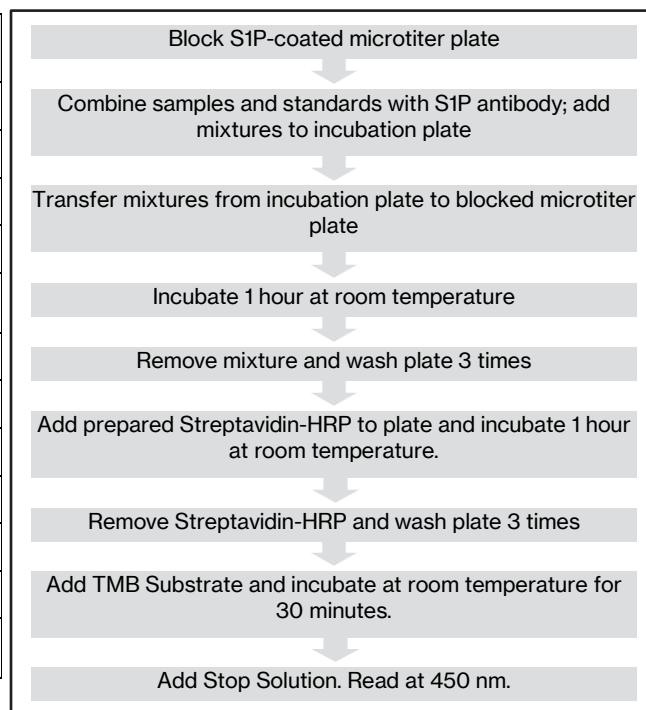 Block S1P-coated microtiter plate
Combine samples and standards with S1P antibody; add
mixtures to incubation plate
Transfer mixtures from incubation plate to blocked microtiter
plate
Incubate 1 hour at room temperature
Remove mixture and wash plate 3 times
Add prepared Streptavidin-HRP to plate and incubate 1 hour
at room temperature.
Remove Streptavidin-HRP and wash plate 3 times
Add TMB Substrate and incubate at room temperature for
30 minutes.
Add Stop Solution. Read at 450 nm.